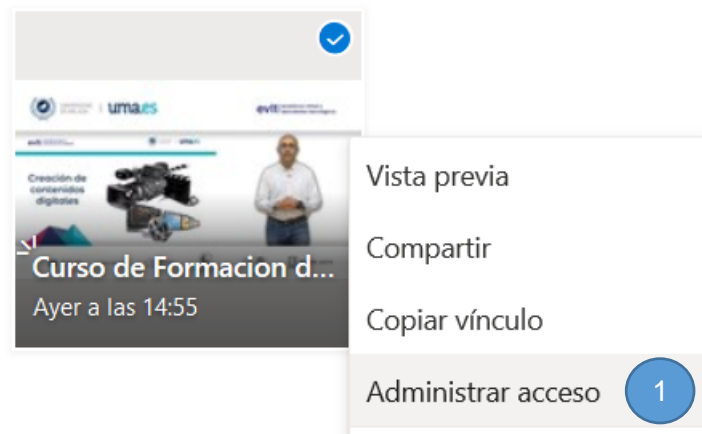 uma.es
evlt
Creación de
contenidos
digitales
Curso de Formacion d...
Ayer a las 14:55
Vista previa
Compartir
Copiar vínculo
Administrar acceso 1